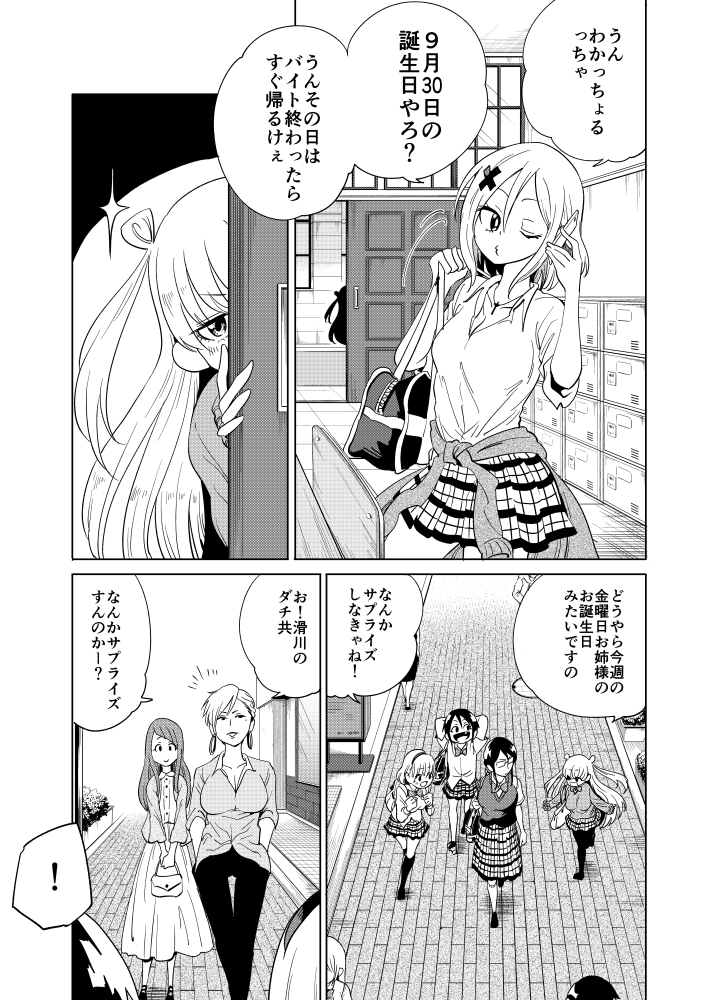 うん
わかっちょる
っちゃ
9月30日の
誕生日やろ?
うんその日は
バイト終わったら
すぐ帰るけぇ
どうやら今週の
金曜日お姉様の
お誕生日
みたいですの
なんか
サプライズ
しなきゃね!
お!滑川の
ダチ共
なんかサプライズ
すんのかー?
!